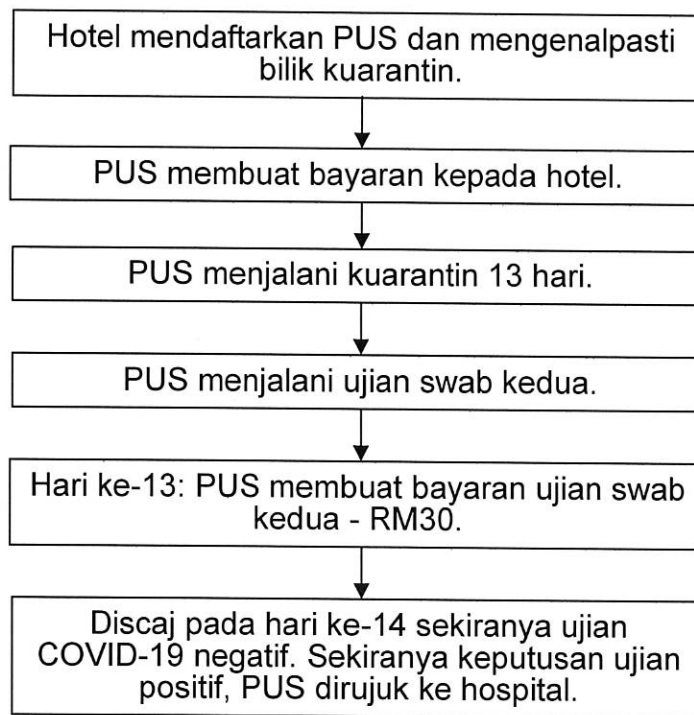 Hotel mendaftarkan PUS dan mengenalpasti
bilik kuarantin.
PUS membuat bayaran kepada hotel.
PUS menjalani kuarantin 13 hari.
PUS menjalani ujian swab kedua.
Hari ke-13: PUS membuat bayaran ujian swab
kedua - RM30.
Discaj pada hari ke-14 sekiranya ujian
COVID-19 negatif. Sekiranya keputusan ujian
positif, PUS dirujuk ke hospital.